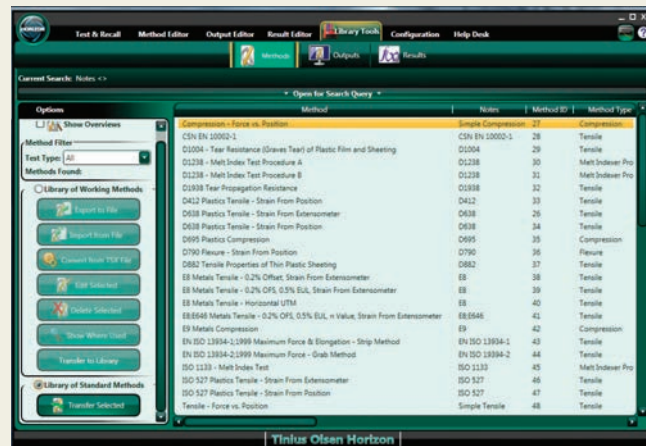 HORIZON
Test & Recall Method Editor Output Editor Result Editor Library Tools Configuration Help Desk
Methods Outputs Results
Current Search: Notes <>
Open for Search Query
Options
Show Overviews
Method Filter
Test Type: All
Methods Found:
Library of Working Methods
Export to File
Import from File
Convert from TSX File
Edit Selected
Delete Selected
Show Where Used
Transfer to Library
Library of Standard Methods
Transfer Selected
Method Notes Method ID Method Type
Compression - Force vs. Position Simple Compression 27 Compression
CSN EN 10002-1 CSN EN 10002-1 28 Tensile
D1004 - Tear Resistance (Graves Tear) of Plastic Film and Sheeting D1004 29 Tensile
D1238 - Melt Index Test Procedure A D1238 30 Melt Indexer Pro
D1238 - Melt Index Test Procedure B D1238 31 Melt Indexer Pro
D1938 Tear Propagation Resistance D1938 32 Tensile
D412 Plastics Tensile - Strain From Position D412 33 Tensile
D638 Plastics Tensile - Strain From Extensometer D638 26 Tensile
D638 Plastics Tensile - Strain From Position D638 34 Tensile
D695 Plastics Compression D695 35 Compression
D790 Flexure - Strain From Position D790 36 Flexure
D882 Tensile Properties of Thin Plastic Sheeting D882 37 Tensile
E8 Metals Tensile - 0.2% Offset, Strain From Extensometer E8 38 Tensile
E8 Metals Tensile - 0.2% OFS, 0.5% EUL, Strain From Extensometer E8 39 Tensile
E8 Metals Tensile - Horizontal UTM E8 40 Tensile
E8;E646 Metals Tensile - 0.2% OFS, 0.5% EUL, n Value, Strain From Extensometer E8;E646 41 Tensile
E9 Metals Compression E9 42 Compression
EN ISO 13934-1;1999 Maximum Force & Elongation - Strip Method EN ISO 13934-1 43 Tensile
EN ISO 13934-2;1999 Maximum Force - Grab Method EN ISO 19394-2 44 Tensile
ISO 1133 - Melt Index Test ISO 1133 45 Melt Indexer Pro
ISO 527 Plastics Tensile - Strain From Extensometer ISO 527 46 Tensile
ISO 527 Plastics Tensile - Strain From Position ISO 527 47 Tensile
Tensile - Force vs. Position Simple Tensile 48 Tensile
Tinius Olsen Horizon